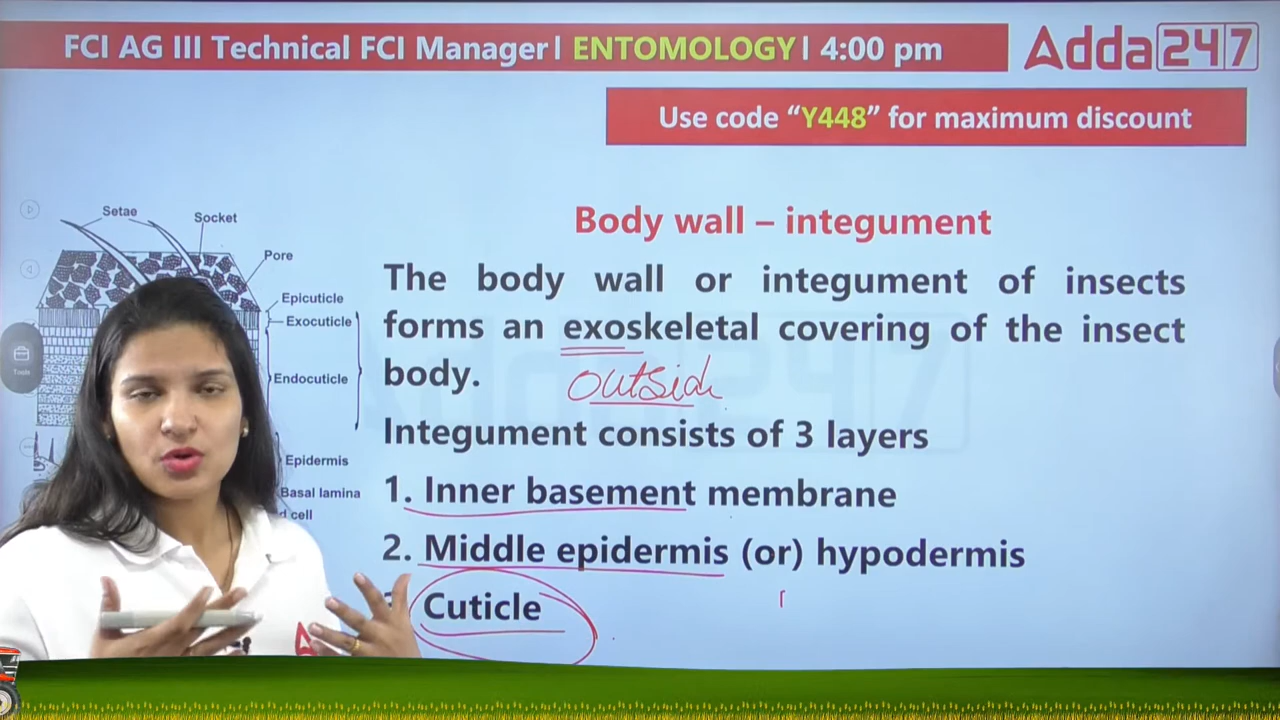 FCI AG III Technical FCI Manager| ENTOMOLOGY| 4:00 pm
Adda247
Use code “Y448” for maximum discount
Setae
Socket
Pore
Epicuticle
Exocuticle
Endocuticle
Epidermis
Basal lamina
cell
Body wall – integument
The body wall or integument of insects
forms an exoskeletal covering of the insect
body.
outside
Integument consists of 3 layers
1. Inner basement membrane
2. Middle epidermis (or) hypodermis
Cuticle
Tools